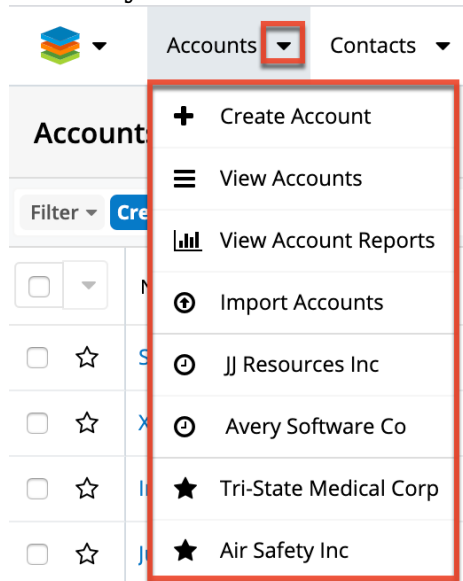 Accounts Contacts
Create Account
Account
View Accounts
Filter Cre
View Account Reports
Import Accounts
JJ Resources Inc
Avery Software Co
Tri-State Medical Corp
Air Safety Inc